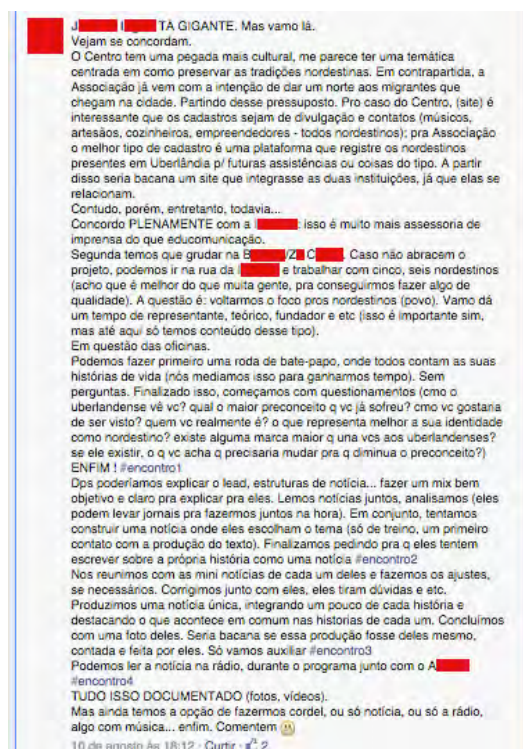 J I TÁ GIGANTE. Mas vamo lá.
Vejam se concordam.
O Centro tem uma pegada mais cultural, me parece ter uma temática
centrada em como preservar as tradições nordestinas. Em contrapartida, a
Associação já vem com a intenção de dar um norte aos migrantes que
chegam na cidade. Partindo desse pressuposto. Pro caso do Centro, (site) é
interessante que os cadastros sejam de divulgação e contatos (músicos,
artesãos, cozinheiros, empreendedores - todos nordestinos); pra Associação
o melhor tipo de cadastro é uma plataforma que registre os nordestinos
presentes em Uberlândia p/ futuras assistências ou coisas do tipo. A partir
disso seria bacana um site que integrasse as duas instituições, já que elas se
relacionam.
Contudo, porém, entretanto, todavia...
Concordo PLENAMENTE com a I : isso é muito mais assessoria de
imprensa do que educomunicação.
Segunda temos que grudar na B /Z C . Caso não abracem o
projeto, podemos ir na rua da I e trabalhar com cinco, seis nordestinos
(acho que é melhor do que muita gente, pra conseguirmos fazer algo de
qualidade). A questão é: voltarmos o foco pros nordestinos (povo). Vamo dá
um tempo de representante, teórico, fundador e etc (isso é importante sim,
mas até aqui só temos conteúdo desse tipo).
Em questão das oficinas.
Podemos fazer primeiro uma roda de bate-papo, onde todos contam as suas
histórias de vida (nós mediamos isso para ganharmos tempo). Sem
perguntas. Finalizado isso, começamos com questionamentos (cmo o
uberlandense vê vc? qual o maior preconceito q vc já sofreu? cmo vc gostaria
de ser visto? quem vc realmente é? o que representa melhor a sua identidade
como nordestino? existe alguma marca maior q una vcs aos uberlandenses?
se ele existir, o q vc acha q precisaria mudar pra q diminua o preconceito?)
ENFIM ! #encontro1
Dps poderíamos explicar o lead, estruturas de notícia... fazer um mix bem
objetivo e claro pra explicar pra eles. Lemos notícias juntos, analisamos (eles
podem levar jornais pra fazermos juntos na hora). Em conjunto, tentamos
construir uma notícia onde eles escolham o tema (só de treino, um primeiro
contato com a produção do texto). Finalizamos pedindo pra q eles tentem
escrever sobre a própria história como uma notícia #encontro2
Nos reunimos com as mini notícias de cada um deles e fazemos os ajustes,
se necessários. Corrigimos junto com eles, eles tiram dúvidas e etc.
Produzimos uma notícia única, integrando um pouco de cada história e
destacando o que acontece em comum nas historias de cada um. Concluímos
com uma foto deles. Seria bacana se essa produção fosse deles mesmo,
contada e feita por eles. Só vamos auxiliar #encontro3
Podemos ler a notícia na rádio, durante o programa junto com o A
#encontro4
TUDO ISSO DOCUMENTADO (fotos, vídeos).
Mas ainda temos a opção de fazermos cordel, ou só notícia, ou só a rádio,
algo com música... enfim. Comentem
10 de agosto às 18:12 · Curtir · 2